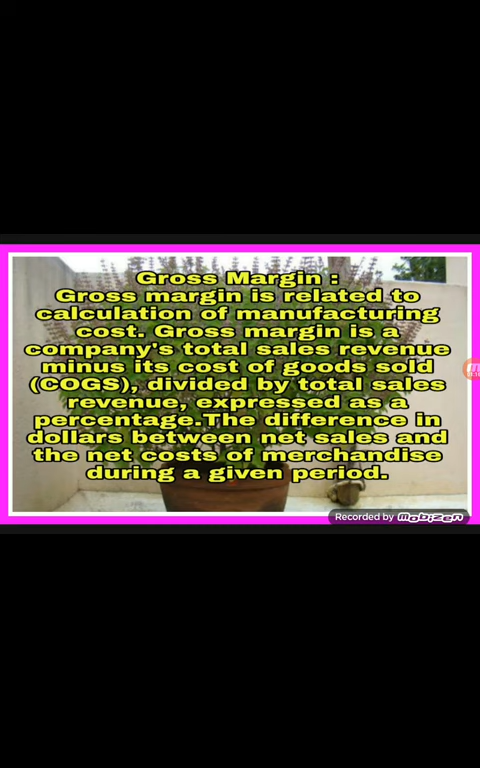 Gross Margin :
Gross margin is related to
calculation of manufacturing
cost. Gross margin is a
company's total sales revenue
minus its cost of goods sold
(COGS), divided by total sales
revenue, expressed as a
percentage.The difference in
dollars between net sales and
the net costs of merchandise
during a given period.
Recorded by mobizen